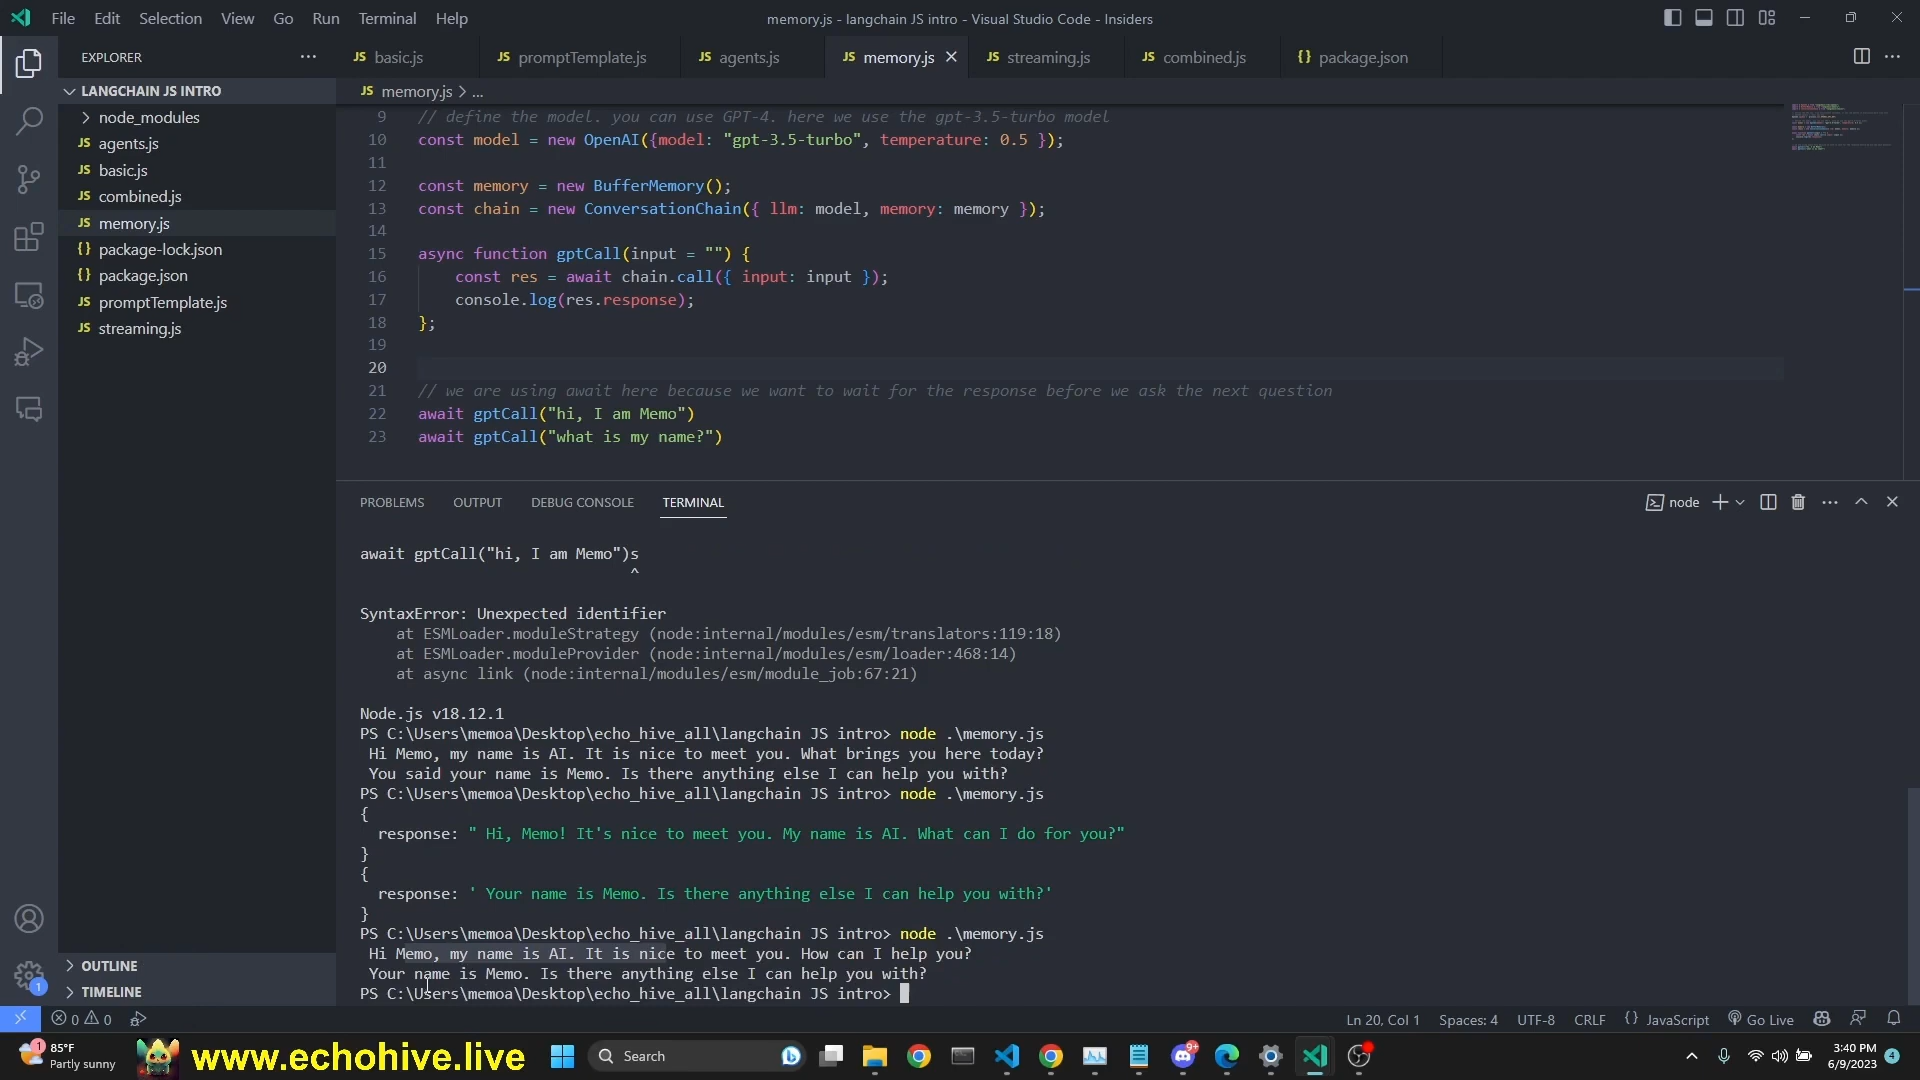 File Edit Selection View Go Run Terminal Help
memory.js - langchain JS intro - Visual Studio Code - Insiders
EXPLORER
JS basic.js
JS promptTemplate.js
JS agents.js
JS memory.js
JS streaming.js
JS combined.js
{} package.json
LANGCHAIN JS INTRO
node_modules
JS agents.js
JS basic.js
JS combined.js
JS memory.js
{} package-lock.json
{} package.json
JS promptTemplate.js
JS streaming.js
OUTLINE
TIMELINE
JS memory.js > ...
9 // define the model. you can use GPT-4. here we use the gpt-3.5-turbo model
10 const model = new OpenAI({model: "gpt-3.5-turbo", temperature: 0.5 });
11
12 const memory = new BufferMemory();
13 const chain = new ConversationChain({ llm: model, memory: memory });
14
15 async function gptCall(input = "") {
16 const res = await chain.call({ input: input });
17 console.log(res.response);
18 };
19
20
21 // we are using await here because we want to wait for the response before we ask the next question
22 await gptCall("hi, I am Memo")
23 await gptCall("what is my name?")
PROBLEMS OUTPUT DEBUG CONSOLE TERMINAL
node
await gptCall("hi, I am Memo")s
^
SyntaxError: Unexpected identifier
at ESMLoader.moduleStrategy (node:internal/modules/esm/translators:119:18)
at ESMLoader.moduleProvider (node:internal/modules/esm/loader:468:14)
at async link (node:internal/modules/esm/module_job:67:21)
Node.js v18.12.1
PS C:\Users\memoa\Desktop\echo_hive_all\langchain JS intro> node .\memory.js
Hi Memo, my name is AI. It is nice to meet you. What brings you here today?
You said your name is Memo. Is there anything else I can help you with?
PS C:\Users\memoa\Desktop\echo_hive_all\langchain JS intro> node .\memory.js
{
response: " Hi, Memo! It's nice to meet you. My name is AI. What can I do for you?"
}
{
response: ' Your name is Memo. Is there anything else I can help you with?'
}
PS C:\Users\memoa\Desktop\echo_hive_all\langchain JS intro> node .\memory.js
Hi Memo, my name is AI. It is nice to meet you. How can I help you?
Your name is Memo. Is there anything else I can help you with?
PS C:\Users\memoa\Desktop\echo_hive_all\langchain JS intro>
1
0 0
Ln 20, Col 1 Spaces: 4 UTF-8 CRLF {} JavaScript Go Live
1
85°F
Partly sunny
www.echohive.live
Search
9+
3:40 PM
6/9/2023
4